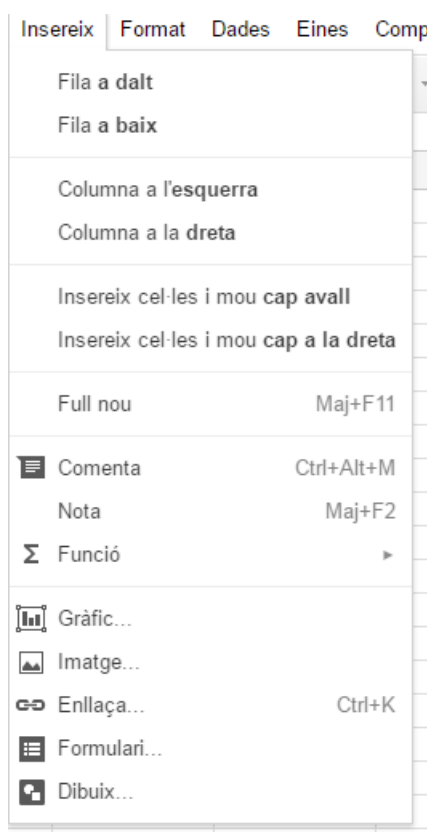 Insereix Format Dades Eines Comp
Fila a dalt
Fila a baix
Columna a l'esquerra
Columna a la dreta
Insereix cel·les i mou cap avall
Insereix cel·les i mou cap a la dreta
Full nou Maj+F11
Comenta Ctrl+Alt+M
Nota Maj+F2
Σ Funció ►
Gràfic...
Imatge...
Enllaça... Ctrl+K
Formulari...
Dibuix...